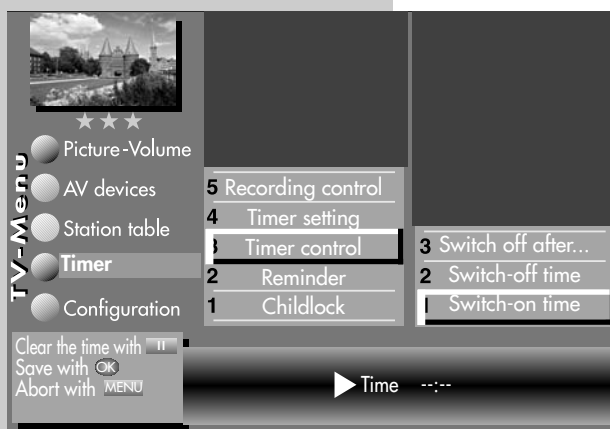 TV-Menu
Picture-Volume
AV devices
Station table
Timer
Configuration
5 Recording control
4 Timer setting
3 Timer control
2 Reminder
1 Childlock
3 Switch off after...
2 Switch-off time
1 Switch-on time
Clear the time with II
Save with OK
Abort with MENU
Time --:--